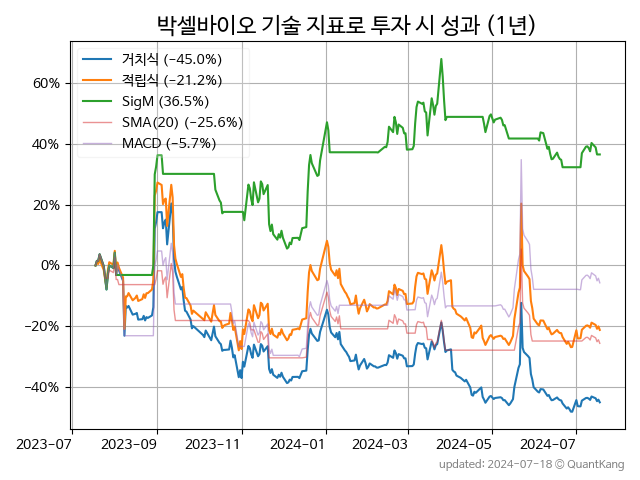 박셀바이오 기술 지표로 투자 시 성과 (1년)
거치식 (−45.0%)
적립식 (−21.2%)
SigM (36.5%)
SMA(20) (−25.6%)
MACD (−5.7%)
60%
40%
20%
0%
−20%
−40%
2023-07 2023-09 2023-11 2024-01 2024-03 2024-05 2024-07
updated: 2024-07-18 @ QuantKang